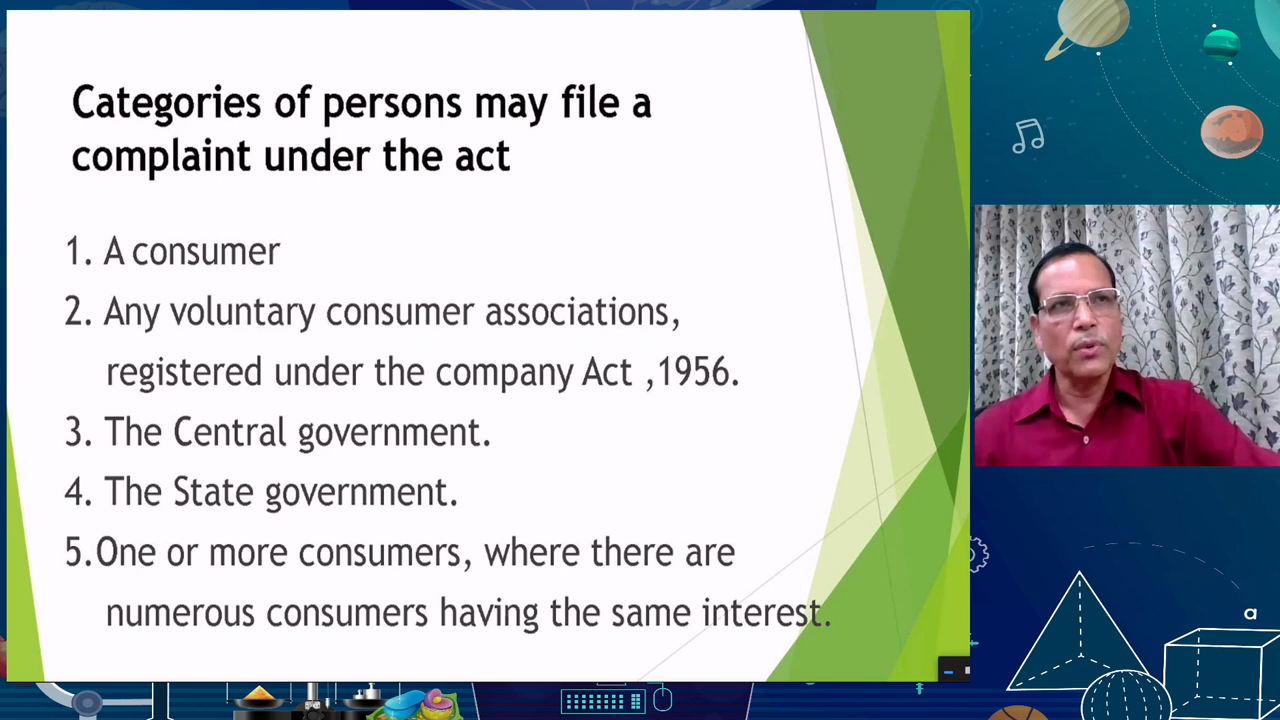 Categories of persons may file a
complaint under the act
1. A consumer
2. Any voluntary consumer associations,
registered under the company Act ,1956.
3. The Central government.
4. The State government.
5.One or more consumers, where there are
numerous consumers having the same interest.
a